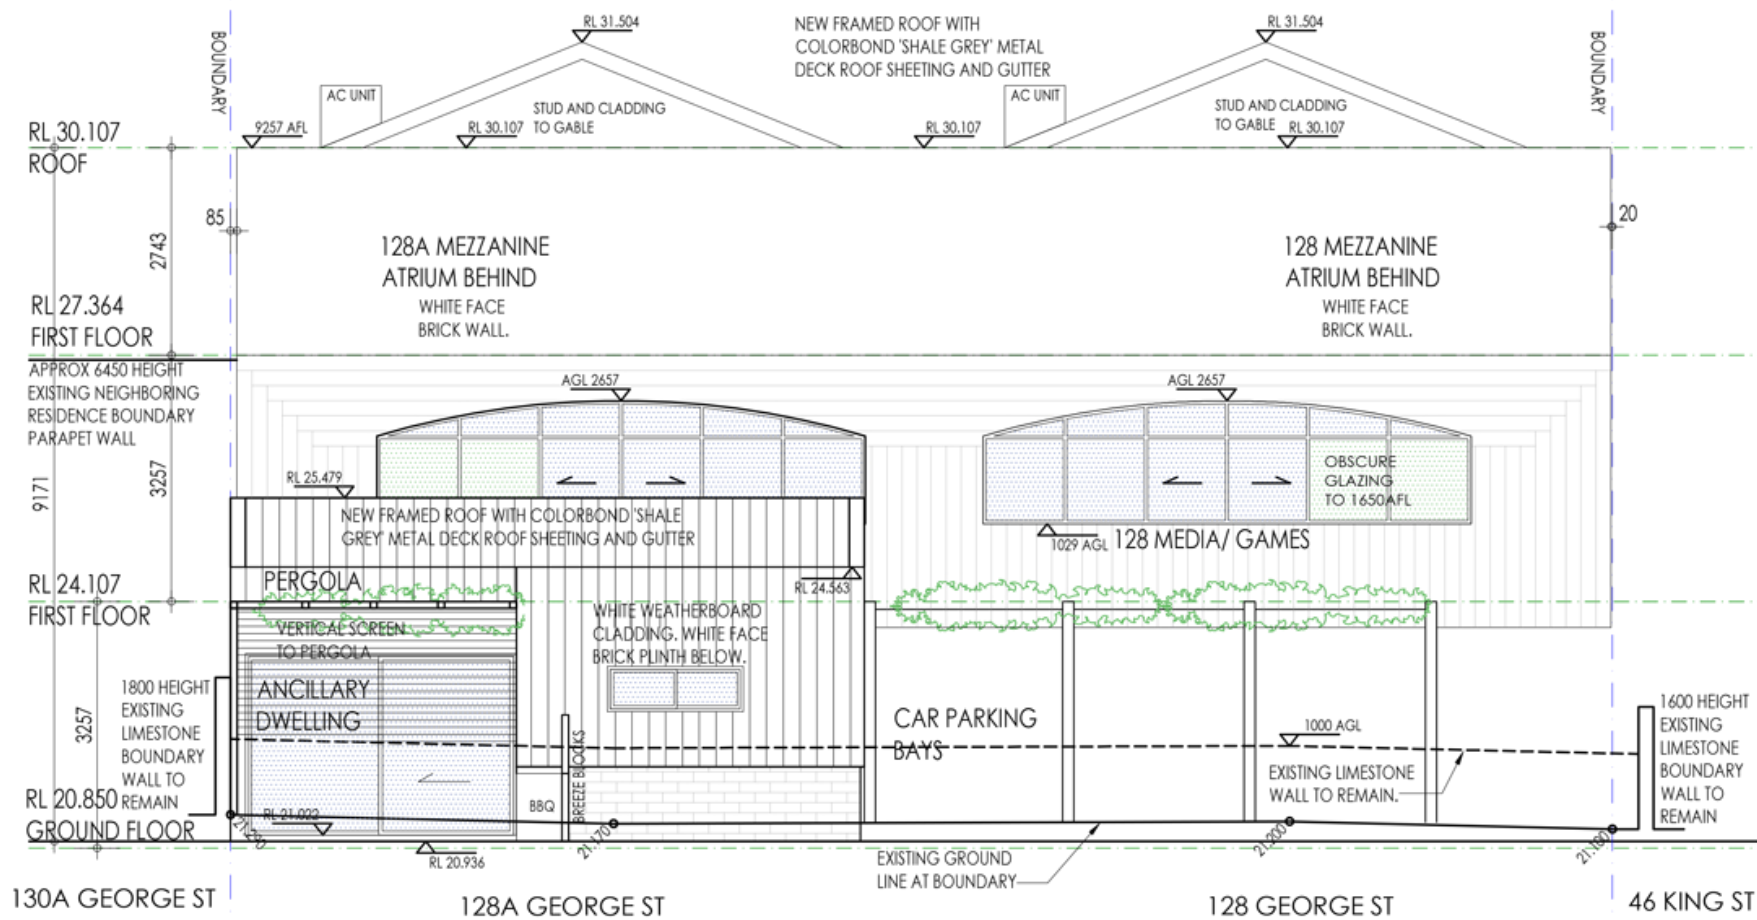 RL 31.504
NEW FRAMED ROOF WITH
COLORBOND 'SHALE GREY' METAL
DECK ROOF SHEETING AND GUTTER
RL 31.504
BOUNDARY
BOUNDARY
AC UNIT
STUD AND CLADDING
TO GABLE
AC UNIT
STUD AND CLADDING
TO GABLE
RL 30.107
ROOF
9257 AFL
RL 30.107
RL 30.107
RL 30.107
85
20
2743
128A MEZZANINE
ATRIUM BEHIND
WHITE FACE
BRICK WALL.
128 MEZZANINE
ATRIUM BEHIND
WHITE FACE
BRICK WALL.
RL 27.364
FIRST FLOOR
APPROX 6450 HEIGHT
EXISTING NEIGHBORING
RESIDENCE BOUNDARY
PARAPET WALL
AGL 2657
AGL 2657
9171
3257
RL 25.479
OBSCURE
GLAZING
TO 1650AFL
NEW FRAMED ROOF WITH COLORBOND 'SHALE
GREY' METAL DECK ROOF SHEETING AND GUTTER
1029 AGL
128 MEDIA/ GAMES
RL 24.107
FIRST FLOOR
PERGOLA
RL 24.563
VERTICAL SCREEN
TO PERGOLA
WHITE WEATHERBOARD
CLADDING. WHITE FACE
BRICK PLINTH BELOW.
3257
1800 HEIGHT
EXISTING
LIMESTONE
BOUNDARY
WALL TO
REMAIN
ANCILLARY
DWELLING
CAR PARKING
BAYS
1000 AGL
EXISTING LIMESTONE
WALL TO REMAIN.
1600 HEIGHT
EXISTING
LIMESTONE
BOUNDARY
WALL TO
REMAIN
BREEZE BLOCKS
BBQ
RL 20.850
GROUND FLOOR
RL 21.022
21.290
21.170
21.200
21.100
RL 20.936
EXISTING GROUND
LINE AT BOUNDARY
130A GEORGE ST
128A GEORGE ST
128 GEORGE ST
46 KING ST